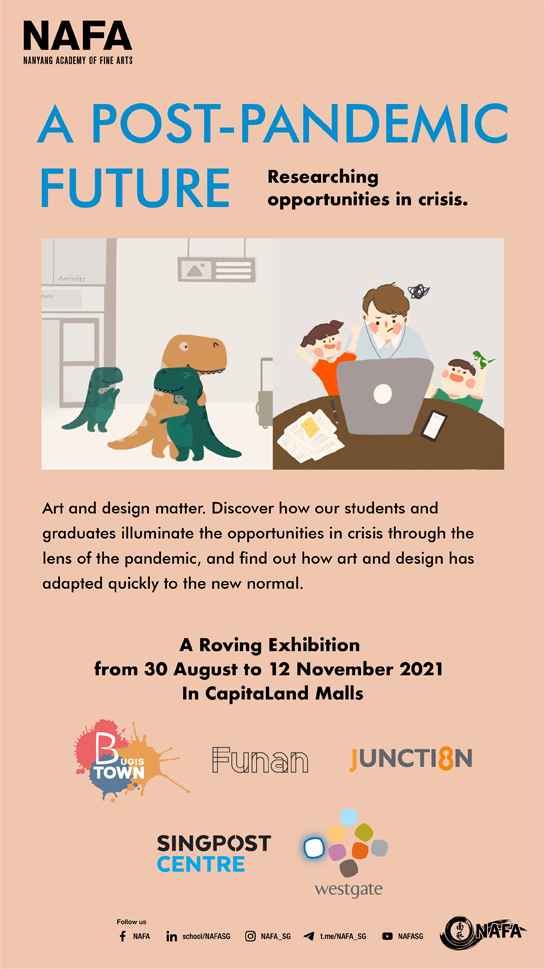 NAFA
NANYANG ACADEMY OF FINE ARTS
A POST-PANDEMIC
FUTURE
Researching
opportunities in crisis.
Arrivées
Art and design matter. Discover how our students and
graduates illuminate the opportunities in crisis through the
lens of the pandemic, and find out how art and design has
adapted quickly to the new normal.
A Roving Exhibition
from 30 August to 12 November 2021
In CapitaLand Malls
BUGIS
TOWN
Funan
JUNCTI8N
SINGPOST
CENTRE
westgate
Follow us
NAFA
school/NAFASG
NAFA_SG
t.me/NAFA_SG
NAFASG
NAFA